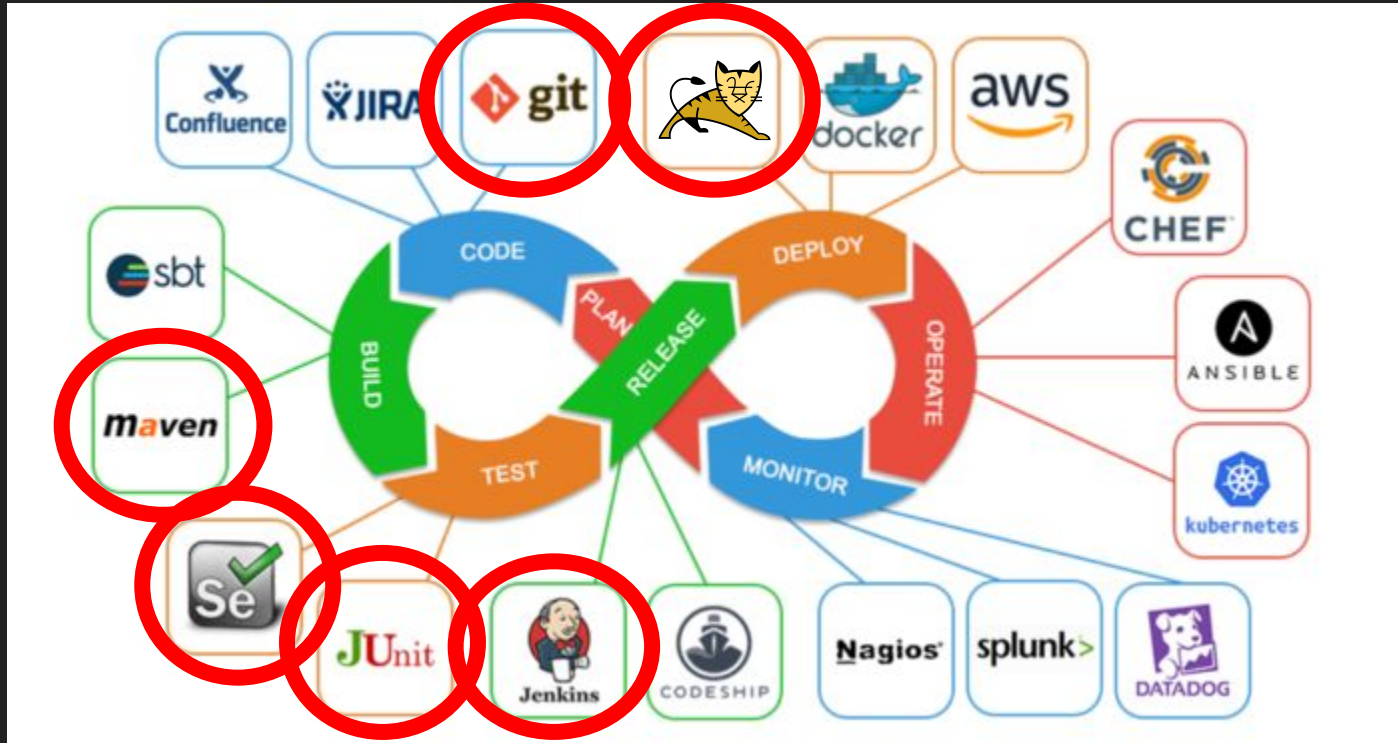 Confluence
JIRA
git
docker
aws
CHEF
sbt
CODE
DEPLOY
PLAN
RELEASE
BUILD
OPERATE
ANSIBLE
maven
TEST
MONITOR
kubernetes
Se
JUnit
Jenkins
CODESHIP
Nagios®
splunk>
DATADOG